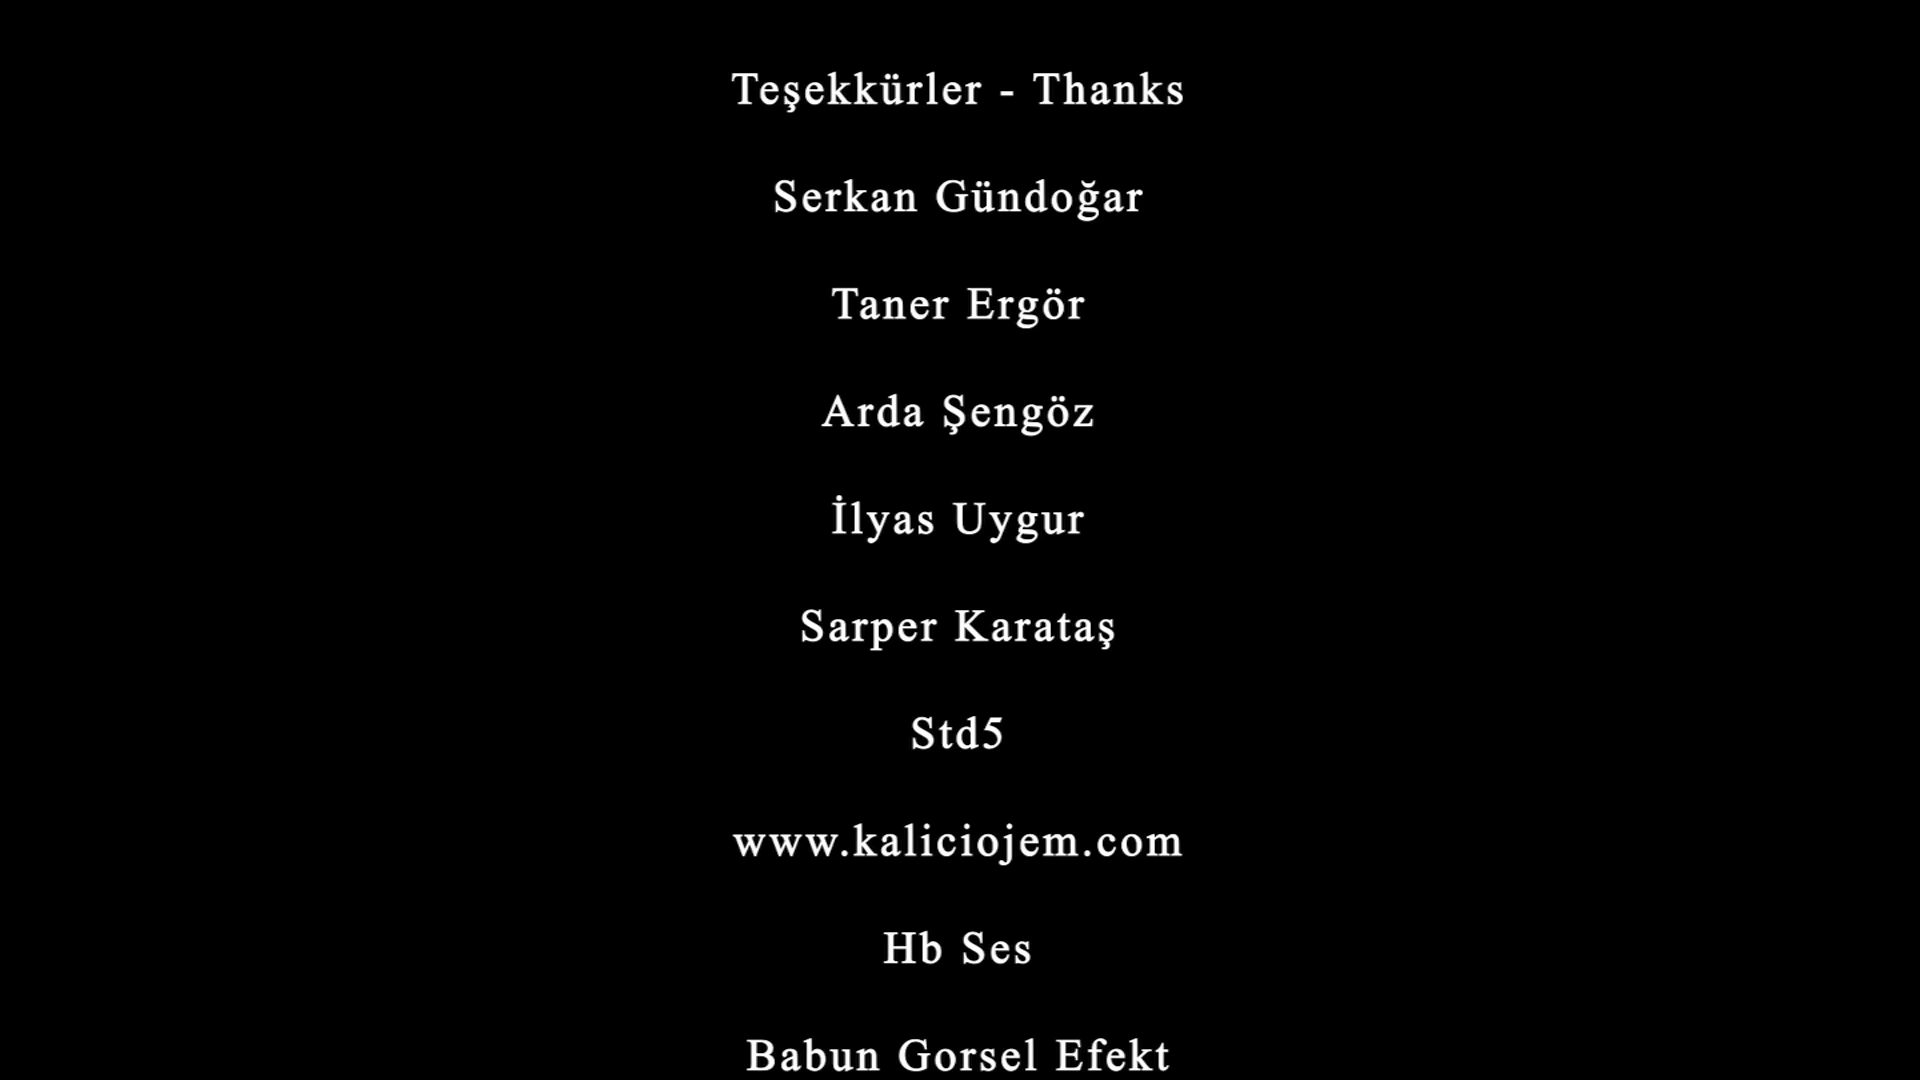 Teşekkürler - Thanks
Serkan Gündoğar
Taner Ergör
Arda Şengöz
İlyas Uygur
Sarper Karataş
Std5
www.kaliciojem.com
Hb Ses
Babun Gorsel Efekt